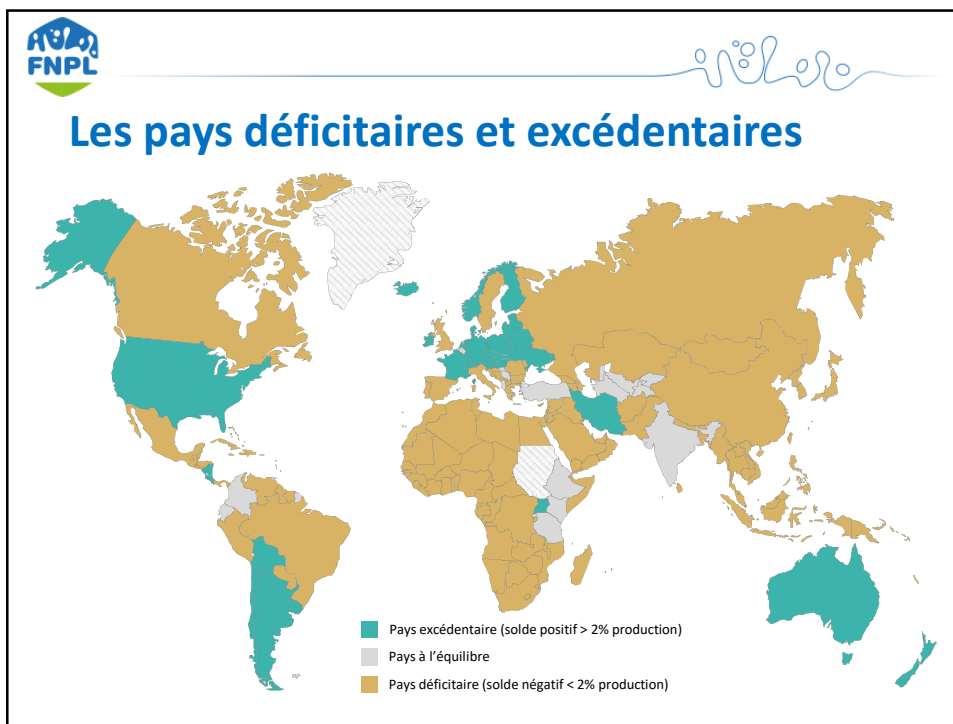 FNPL
Les pays déficitaires et excédentaires
Pays excédentaire (solde positif > 2% production)
Pays à l’équilibre
Pays déficitaire (solde négatif < 2% production)